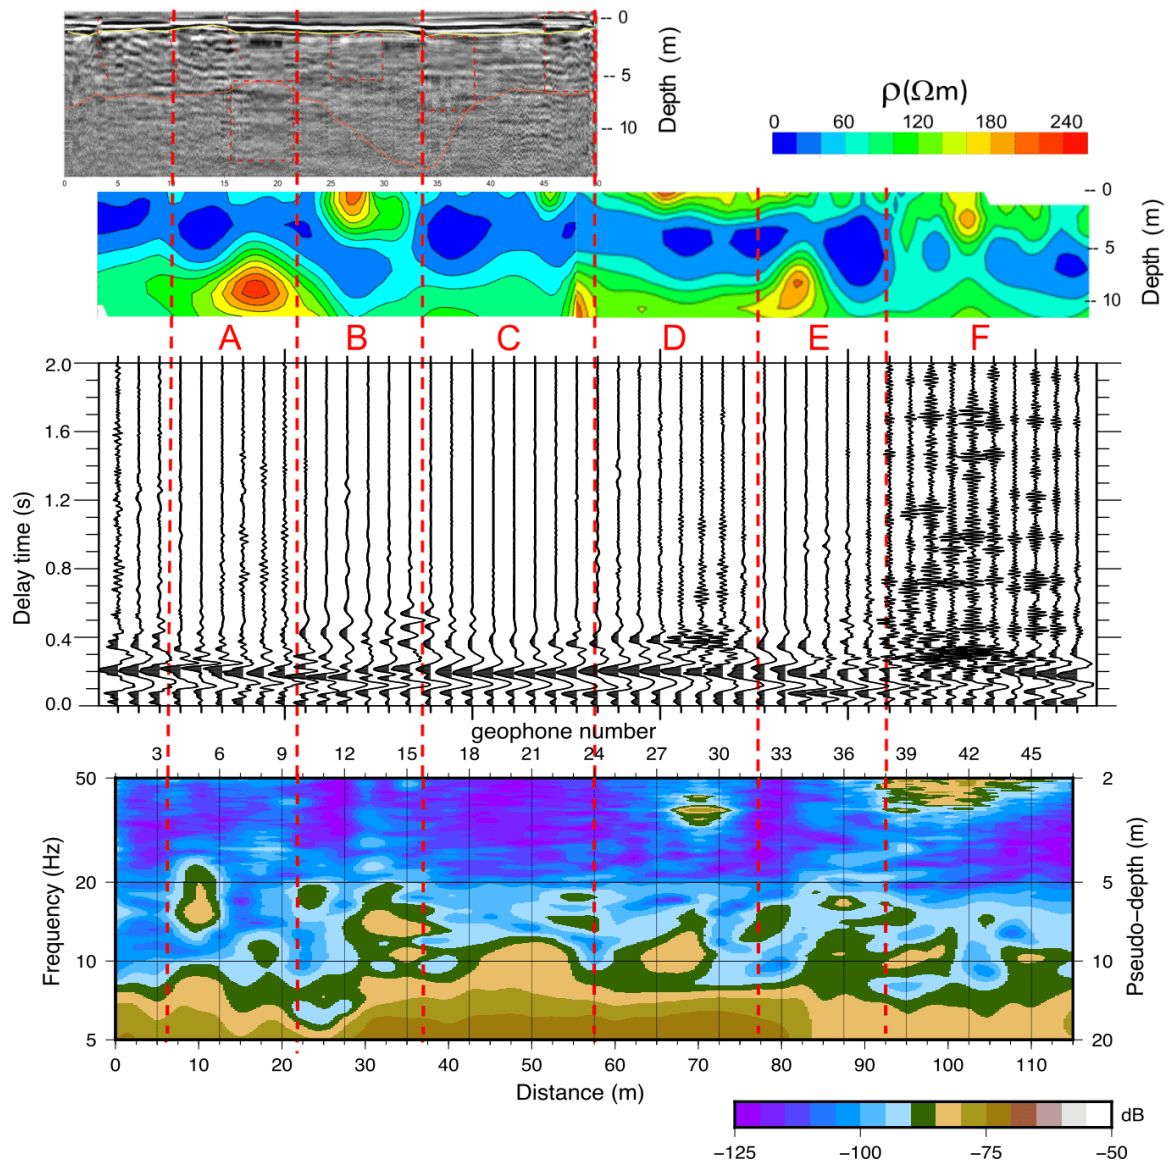 0
5
10
Depth (m)
0 5 10 15 20 25 30 35 40 45 50
ρ(Ωm)
0 60 120 180 240
0
5
10
Depth (m)
A B C D E F
2.0
1.6
1.2
0.8
0.4
0.0
Delay time (s)
geophone number
3 6 9 12 15 18 21 24 27 29 30 33 36 39 42 45
50
20
10
5
Frequency (Hz)
2
5
10
20
Pseudo-depth (m)
0 10 20 30 40 50 60 70 80 90 100 110
Distance (m)
dB
−125 −100 −75 −50